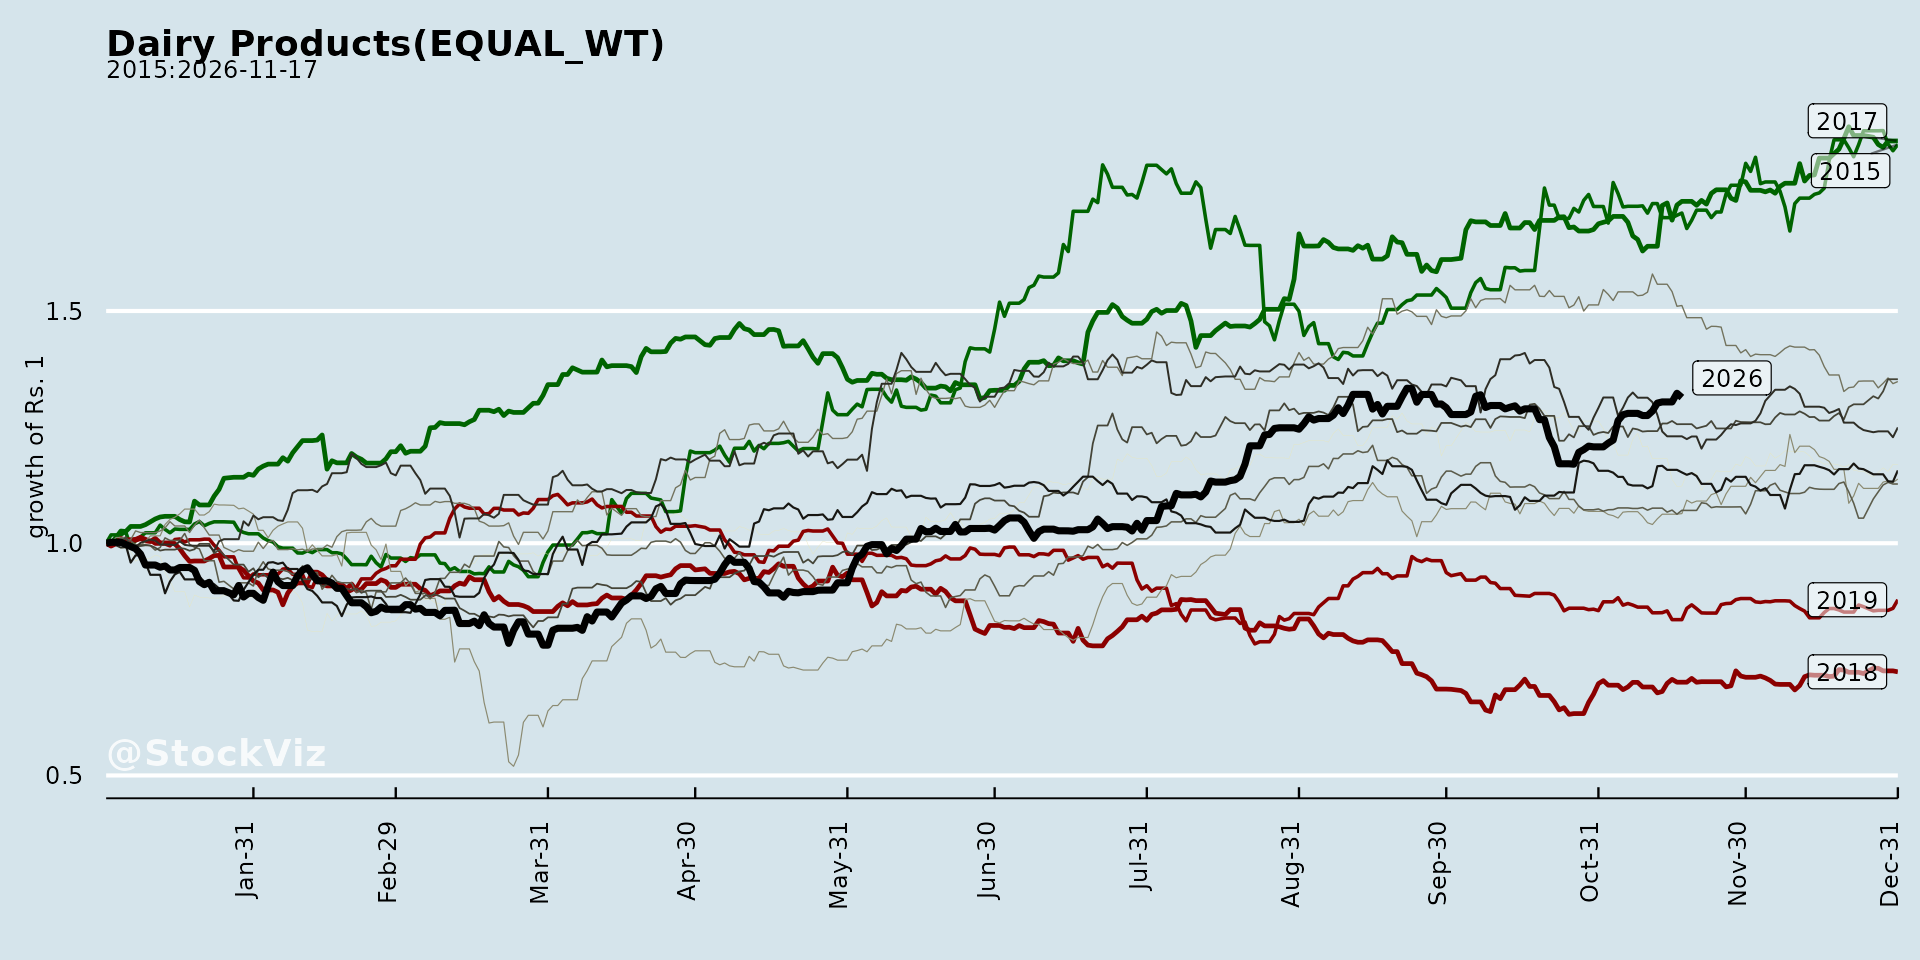 Dairy Products(EQUAL_WT)
2015:2026-11-17
2017
2015
1.5
2026
growth of Rs. 1
1.0
2019
2018
@StockViz
0.5
Jan-31
Feb-29
Mar-31
Apr-30
May-31
Jun-30
Jul-31
Aug-31
Sep-30
Oct-31
Nov-30
Dec-31